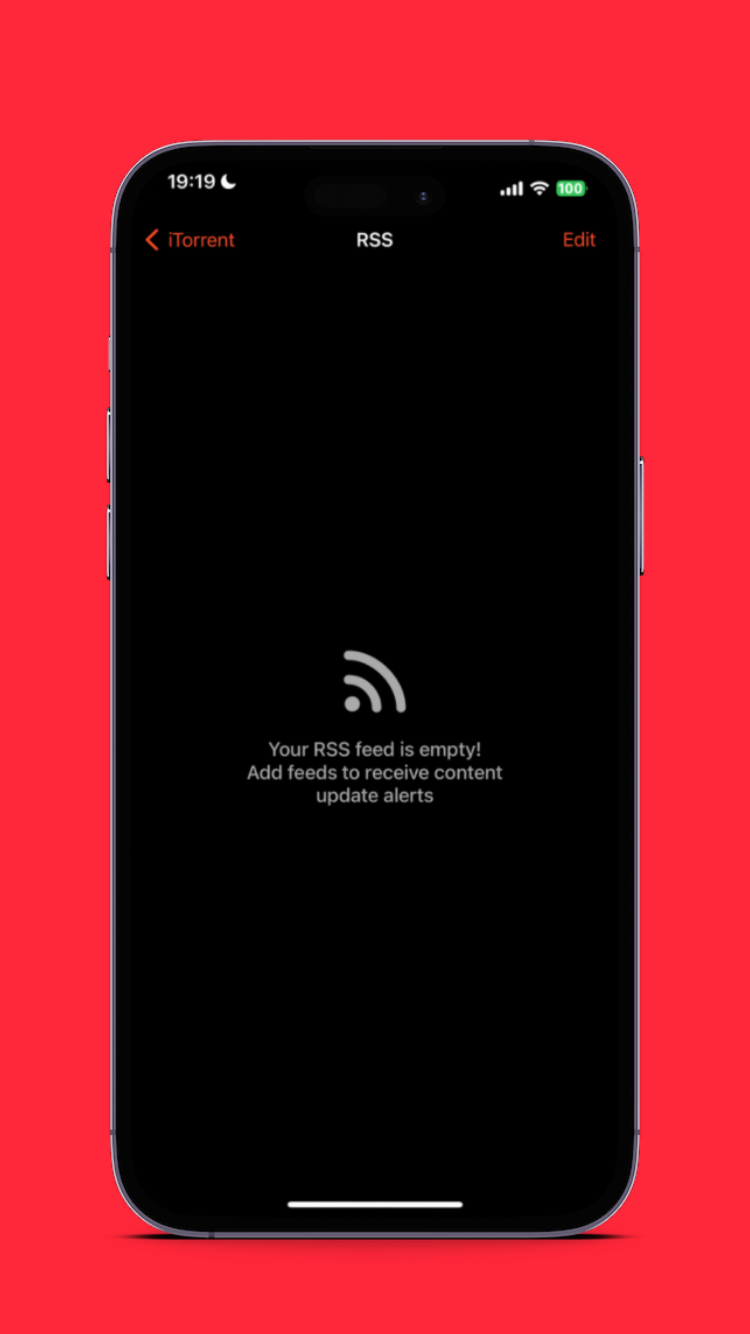 19:19
100
iTorrent
RSS
Edit
Your RSS feed is empty!
Add feeds to receive content
update alerts